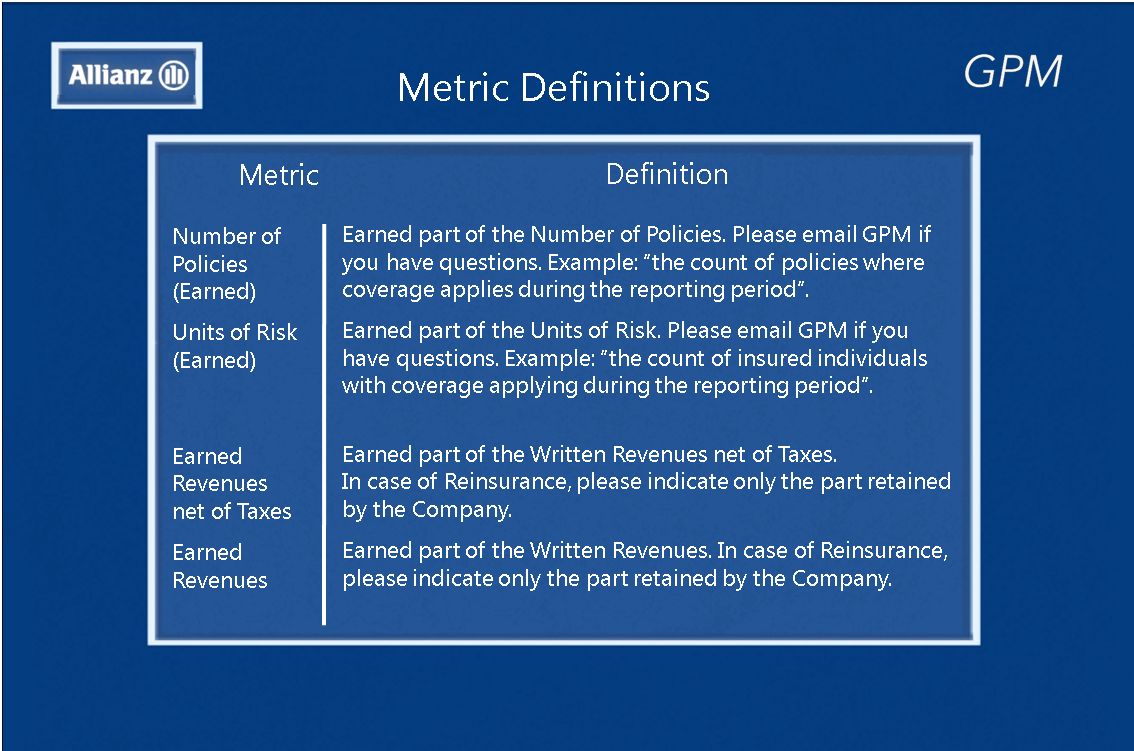 Allianz
GPM
Metric Definitions
Metric
Definition
Number of
Policies
(Earned)
Earned part of the Number of Policies. Please email GPM if
you have questions. Example: “the count of policies where
coverage applies during the reporting period”.
Units of Risk
(Earned)
Earned part of the Units of Risk. Please email GPM if you
have questions. Example: “the count of insured individuals
with coverage applying during the reporting period”.
Earned
Revenues
net of Taxes
Earned part of the Written Revenues net of Taxes.
In case of Reinsurance, please indicate only the part retained
by the Company.
Earned
Revenues
Earned part of the Written Revenues. In case of Reinsurance,
please indicate only the part retained by the Company.